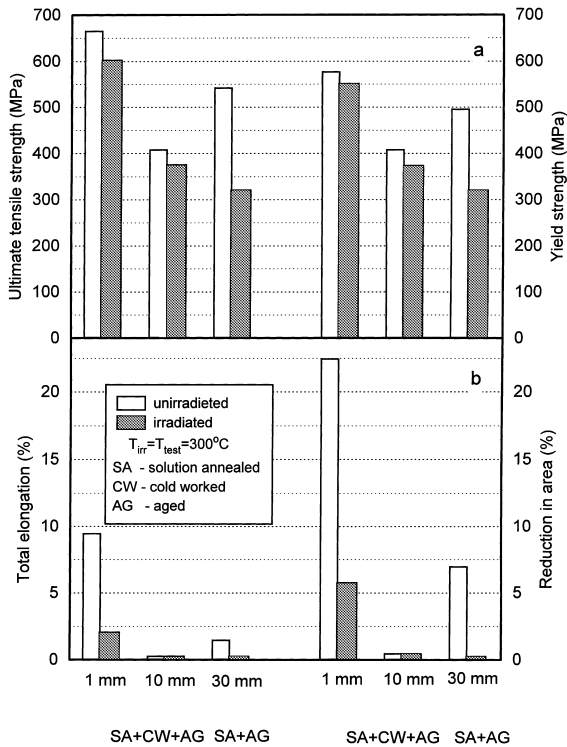 700
600
500
400
300
200
100
0
Ultimate tensile strength (MPa)
a
700
600
500
400
300
200
100
0
Yield strength (MPa)
20
15
10
5
0
Total elongation (%)
b
unirradieted
irradiated
Tirr=Ttest=300°C
SA - solution annealed
CW - cold worked
AG - aged
20
15
10
5
0
Reduction in area (%)
1 mm 10 mm 30 mm 1 mm 10 mm 30 mm
SA+CW+AG SA+AG SA+CW+AG SA+AG